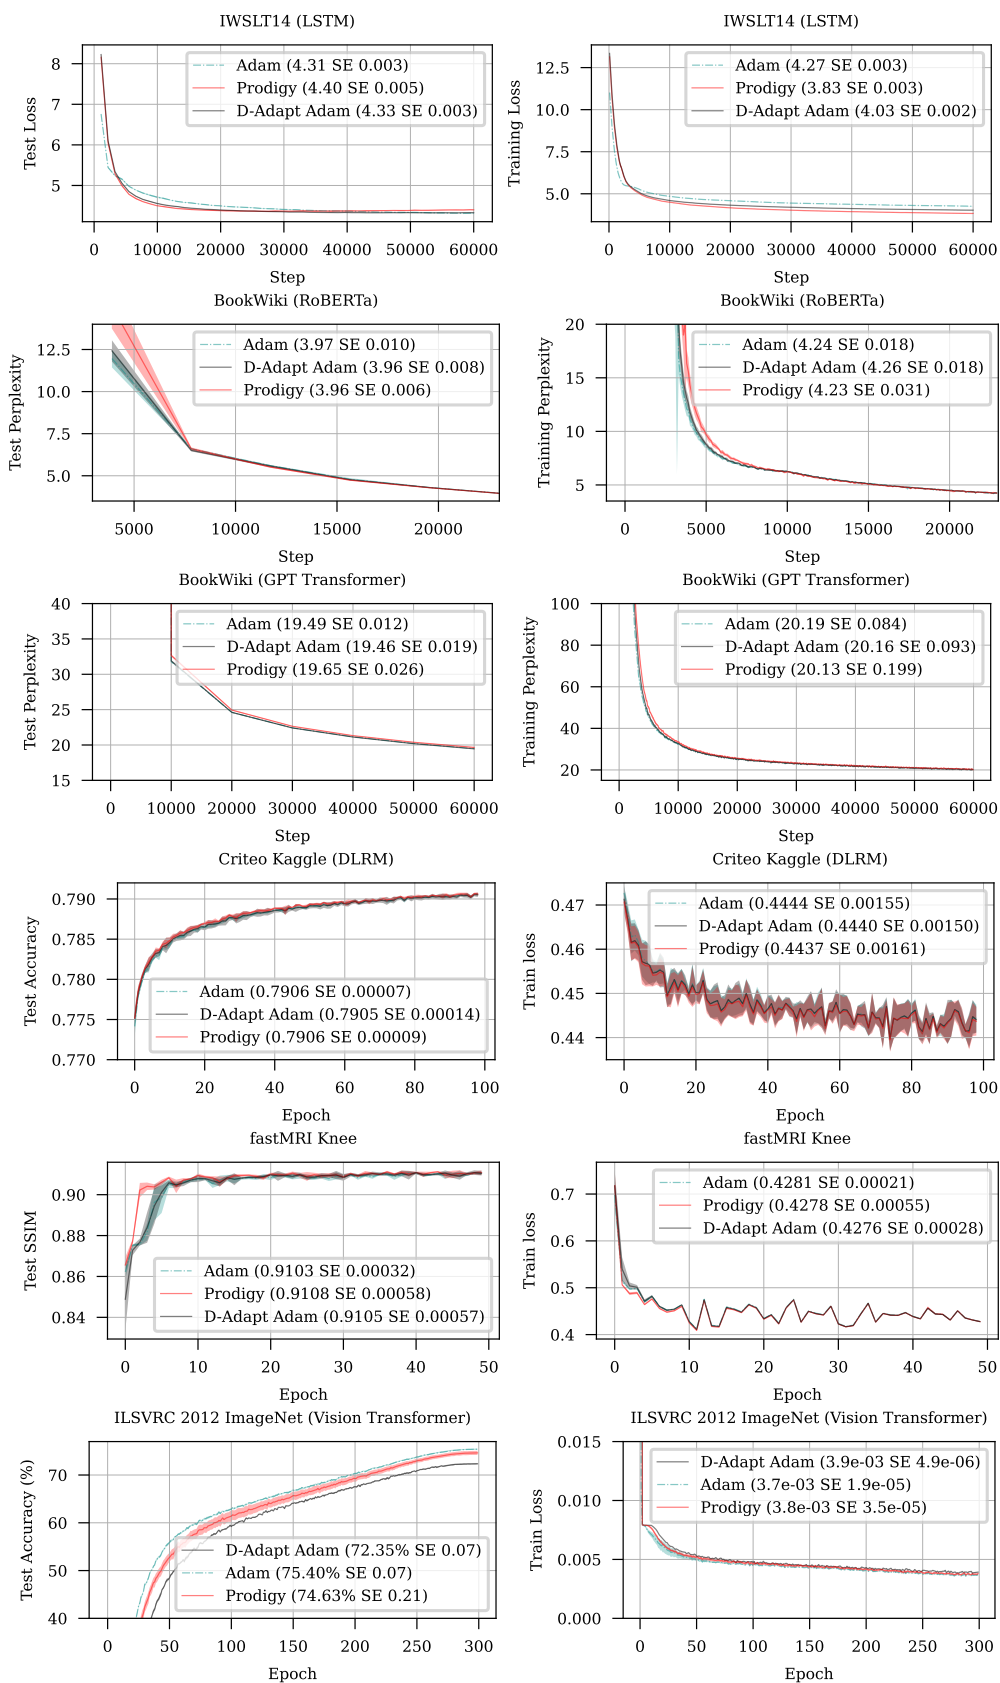 IWSLT14 (LSTM)
Test Loss
8
7
6
5
Adam (4.31 SE 0.003)
Prodigy (4.40 SE 0.005)
D-Adapt Adam (4.33 SE 0.003)
0 10000 20000 30000 40000 50000 60000
Step
IWSLT14 (LSTM)
Training Loss
12.5
10.0
7.5
5.0
Adam (4.27 SE 0.003)
Prodigy (3.83 SE 0.003)
D-Adapt Adam (4.03 SE 0.002)
0 10000 20000 30000 40000 50000 60000
Step
BookWiki (RoBERTa)
Test Perplexity
12.5
10.0
7.5
5.0
Adam (3.97 SE 0.010)
D-Adapt Adam (3.96 SE 0.008)
Prodigy (3.96 SE 0.006)
5000 10000 15000 20000
Step
BookWiki (RoBERTa)
Training Perplexity
20
15
10
5
Adam (4.24 SE 0.018)
D-Adapt Adam (4.26 SE 0.018)
Prodigy (4.23 SE 0.031)
0 5000 10000 15000 20000
Step
BookWiki (GPT Transformer)
Test Perplexity
40
35
30
25
20
15
Adam (19.49 SE 0.012)
D-Adapt Adam (19.46 SE 0.019)
Prodigy (19.65 SE 0.026)
0 10000 20000 30000 40000 50000 60000
Step
BookWiki (GPT Transformer)
Training Perplexity
100
80
60
40
20
Adam (20.19 SE 0.084)
D-Adapt Adam (20.16 SE 0.093)
Prodigy (20.13 SE 0.199)
0 10000 20000 30000 40000 50000 60000
Step
Criteo Kaggle (DLRM)
Test Accuracy
0.790
0.785
0.780
0.775
0.770
Adam (0.7906 SE 0.00007)
D-Adapt Adam (0.7905 SE 0.00014)
Prodigy (0.7906 SE 0.00009)
0 20 40 60 80 100
Epoch
Criteo Kaggle (DLRM)
Train loss
0.47
0.46
0.45
0.44
Adam (0.4444 SE 0.00155)
D-Adapt Adam (0.4440 SE 0.00150)
Prodigy (0.4437 SE 0.00161)
0 20 40 60 80 100
Epoch
fastMRI Knee
Test SSIM
0.90
0.88
0.86
0.84
Adam (0.9103 SE 0.00032)
Prodigy (0.9108 SE 0.00058)
D-Adapt Adam (0.9105 SE 0.00057)
0 10 20 30 40 50
Epoch
fastMRI Knee
Train loss
0.7
0.6
0.5
0.4
Adam (0.4281 SE 0.00021)
Prodigy (0.4278 SE 0.00055)
D-Adapt Adam (0.4276 SE 0.00028)
0 10 20 30 40 50
Epoch
ILSVRC 2012 ImageNet (Vision Transformer)
Test Accuracy (%)
70
60
50
40
D-Adapt Adam (72.35% SE 0.07)
Adam (75.40% SE 0.07)
Prodigy (74.63% SE 0.21)
0 50 100 150 200 250 300
Epoch
ILSVRC 2012 ImageNet (Vision Transformer)
Train Loss
0.015
0.010
0.005
0.000
D-Adapt Adam (3.9e-03 SE 4.9e-06)
Adam (3.7e-03 SE 1.9e-05)
Prodigy (3.8e-03 SE 3.5e-05)
0 50 100 150 200 250 300
Epoch